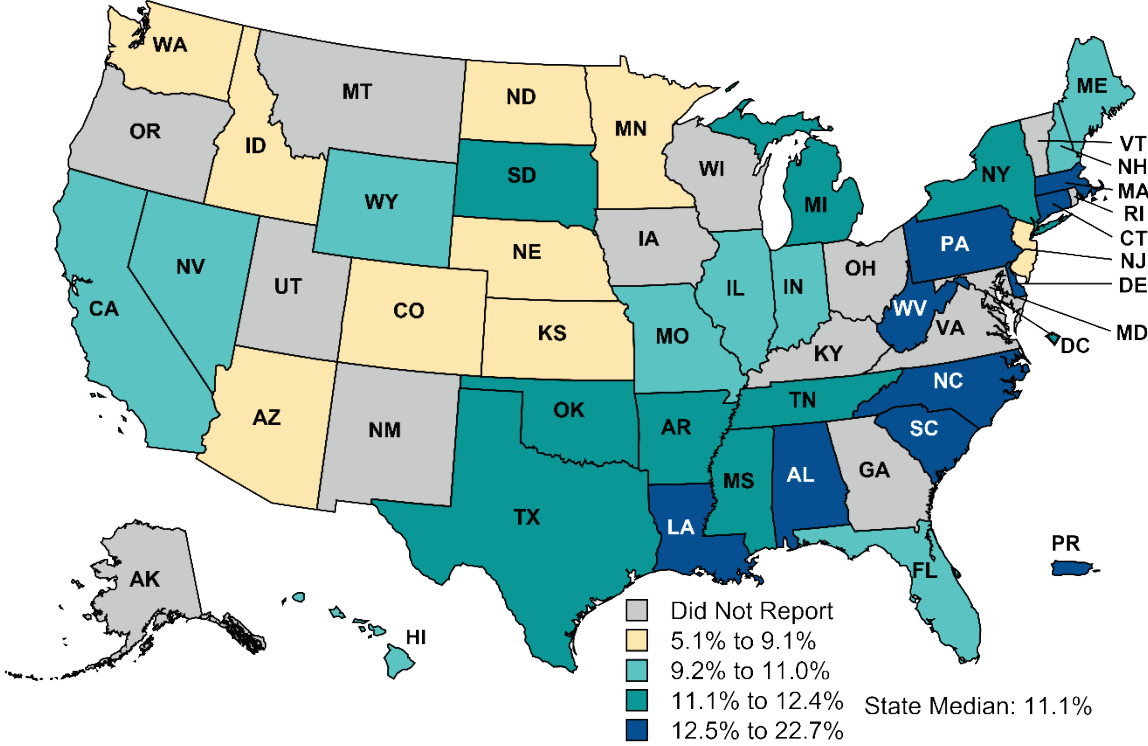 WA
MT
ND
MN
ME
OR
ID
WI
VT
NH
SD
NY
MI
MA
WY
RI
IA
CT
PA
NE
NJ
NV
OH
DE
UT
IL
IN
CA
CO
WV
MD
VA
KS
MO
DC
KY
NC
TN
OK
AZ
NM
AR
SC
MS
AL
GA
TX
LA
PR
AK
FL
HI
Did Not Report
5.1% to 9.1%
9.2% to 11.0%
11.1% to 12.4%
State Median: 11.1%
12.5% to 22.7%